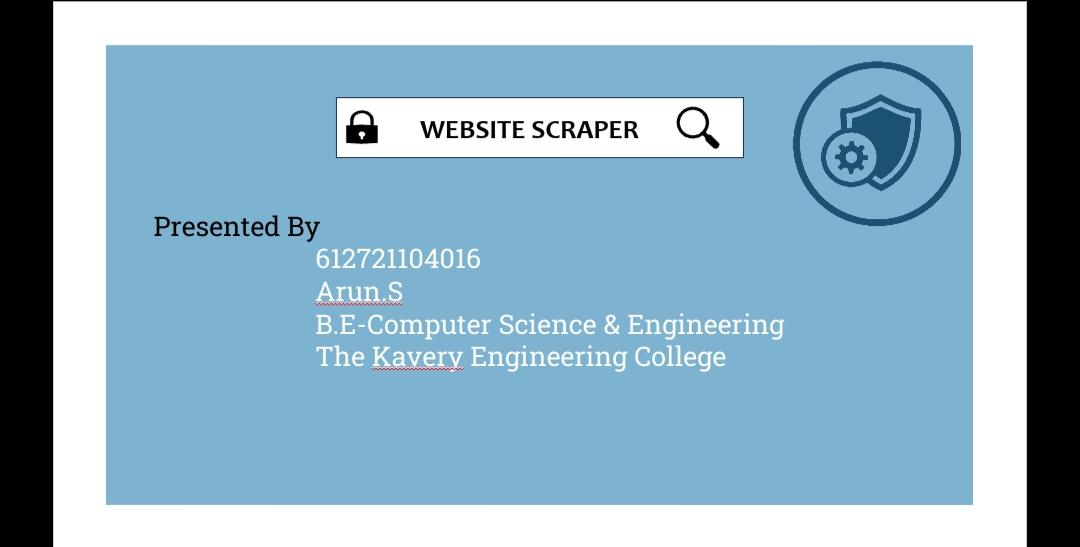 WEBSITE SCRAPER
Presented By
612721104016
Arun.S
B.E-Computer Science & Engineering
The Kavery Engineering College